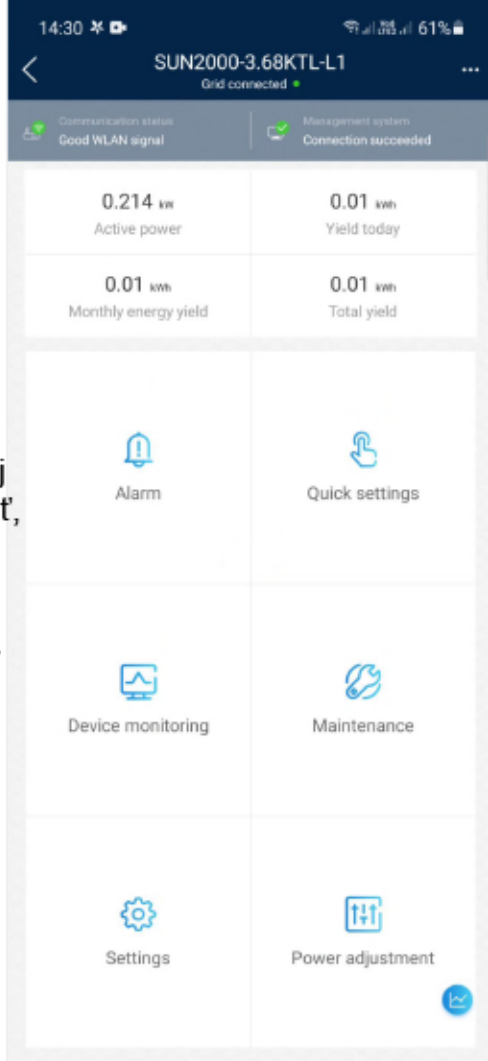 14:30 61%
SUN2000-3.68KTL-L1
Grid connected
Communication status
Good WLAN signal
Management system
Connection succeeded
0.214 kW
Active power
0.01 kWh
Yield today
0.01 kWh
Monthly energy yield
0.01 kWh
Total yield
j
ť,
Alarm
Quick settings
Device monitoring
Maintenance
Settings
Power adjustment